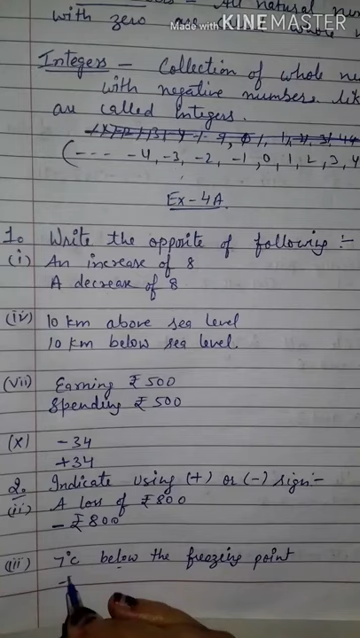 Made with KINEMASTER
with zero are
Integers - Collection of whole nu
with negative numbers. Lik
are called integers.
(- - - - -4, -3, -2, -1, 0, 1, 2, 3, 4
Ex-4A
1. Write the opposite of following :-
(i) An increase of 8
A decrease of 8
(iv) 10 km above sea level
10 km below sea level.
(vii) Earning ₹ 500
Spending ₹ 500
(x) -34
+34
2. Indicate using (+) or (-) sign:-
(ii) A loss of ₹ 800
- ₹ 800
(iii) 7°C below the freezing point
-